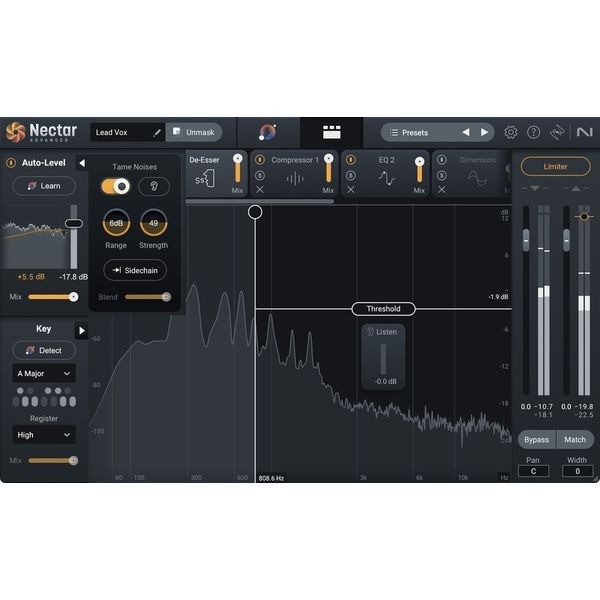 Nectar
ADVANCED
Lead Vox
Unmask
Presets
Auto-Level
Learn
+5.5 dB -17.8 dB
Mix
Tame Noises
6dB 49
Range Strength
Sidechain
Blend
De-Esser
Mix
Compressor 1
S
Mix
EQ 2
S
Mix
Dimension
S
Limiter
dB
12
6
-1.9 dB
-6
-12
-18
-24
Threshold
Listen
-0.0 dB
-60
-80
-100
60 100 300 600 808.6 Hz 3k 6k 10k Hz
Key
Detect
A Major
Register
High
Mix
0.0 -10.7 0.0 -19.8
-18.1 -22.5
Bypass Match
Pan Width
C 0